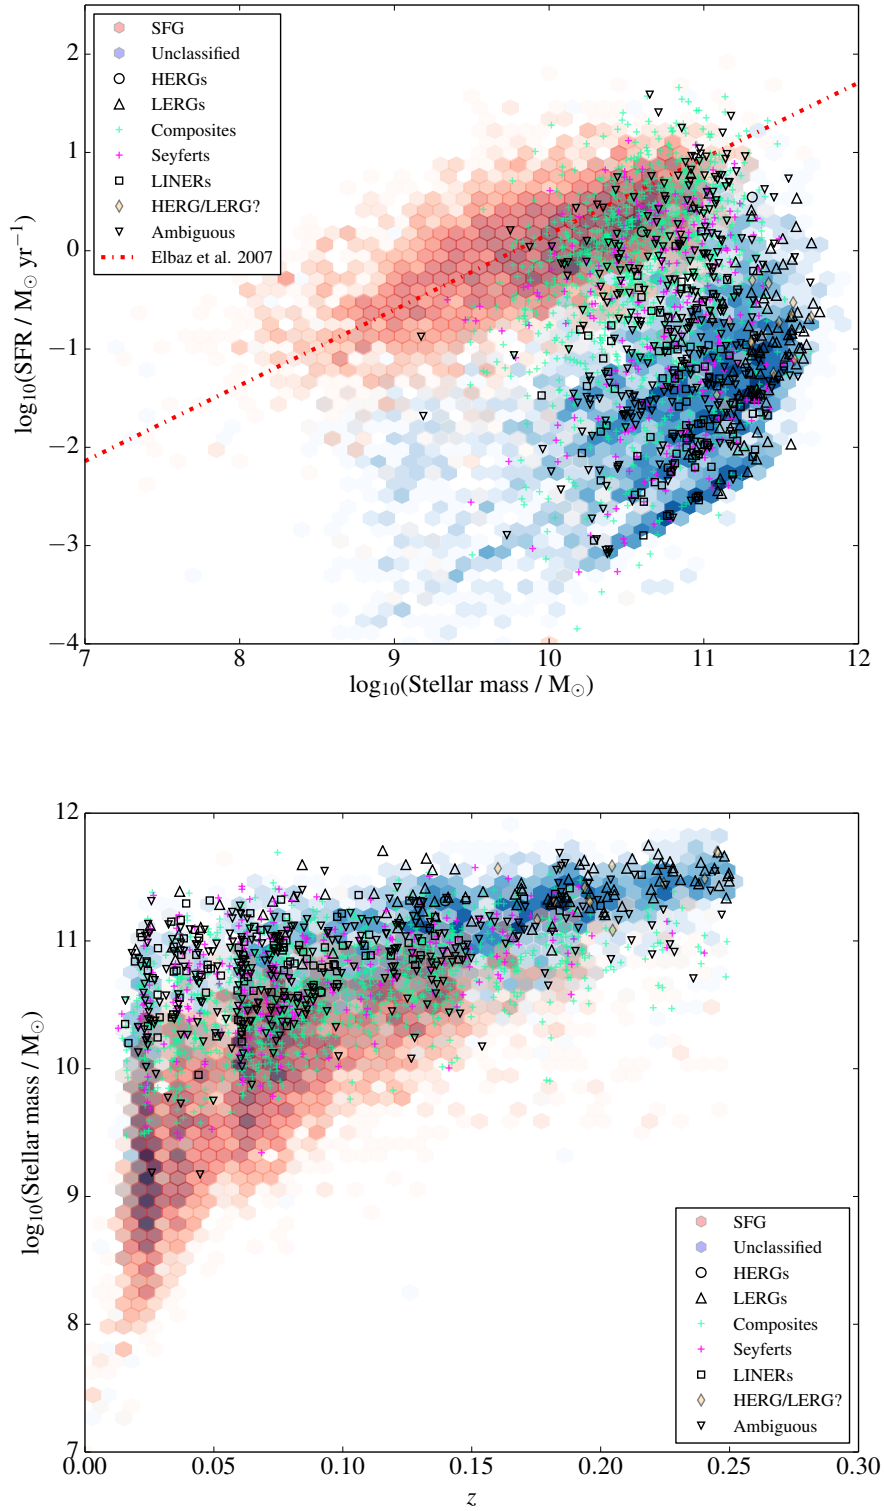 2
1
0
−1
−2
−3
−4
log₁₀(SFR / M⊙ yr⁻¹)
SFG
Unclassified
HERGs
LERGs
Composites
Seyferts
LINERs
HERG/LERG?
Ambiguous
Elbaz et al. 2007
7 8 9 10 11 12
log₁₀(Stellar mass / M⊙)
12
11
10
9
8
7
log₁₀(Stellar mass / M⊙)
SFG
Unclassified
HERGs
LERGs
Composites
Seyferts
LINERs
HERG/LERG?
Ambiguous
0.00 0.05 0.10 0.15 0.20 0.25 0.30
z